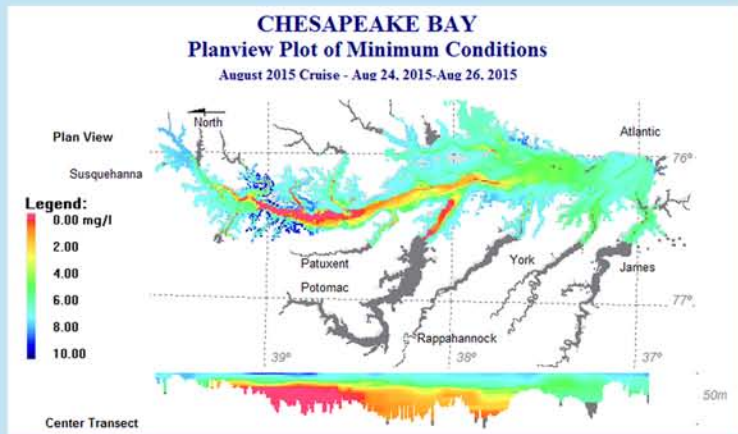 CHESAPEAKE BAY
Planview Plot of Minimum Conditions
August 2015 Cruise - Aug 24, 2015-Aug 26, 2015
North
Plan View
Atlantic
76°
Susquehanna
Legend:
0.00 mg/l
2.00
4.00
6.00
8.00
10.00
Patuxent
York
James
Potomac
77°
Rappahannock
39°
38°
37°
50m
Center Transect